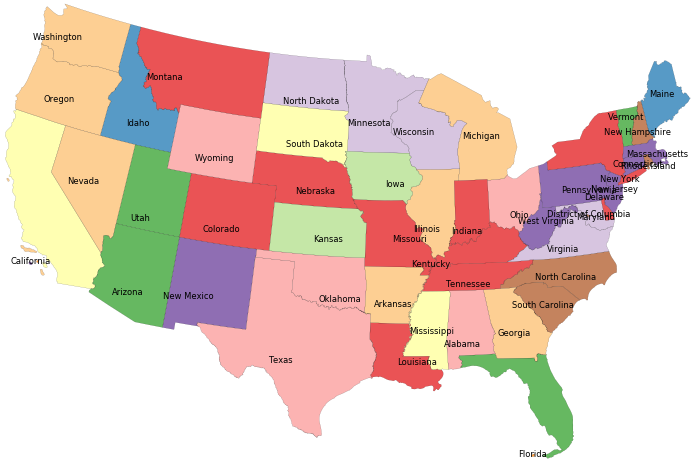 Washington
Oregon
California
Nevada
Idaho
Montana
Wyoming
Utah
Colorado
Arizona
New Mexico
North Dakota
South Dakota
Nebraska
Kansas
Oklahoma
Texas
Minnesota
Iowa
Missouri
Arkansas
Louisiana
Wisconsin
Illinois
Michigan
Indiana
Ohio
Kentucky
Tennessee
Mississippi
Alabama
Georgia
Florida
South Carolina
North Carolina
Virginia
West Virginia
District of Columbia
Maryland
Delaware
New Jersey
Pennsylvania
New York
Connecticut
Rhode Island
Massachusetts
New Hampshire
Vermont
Maine